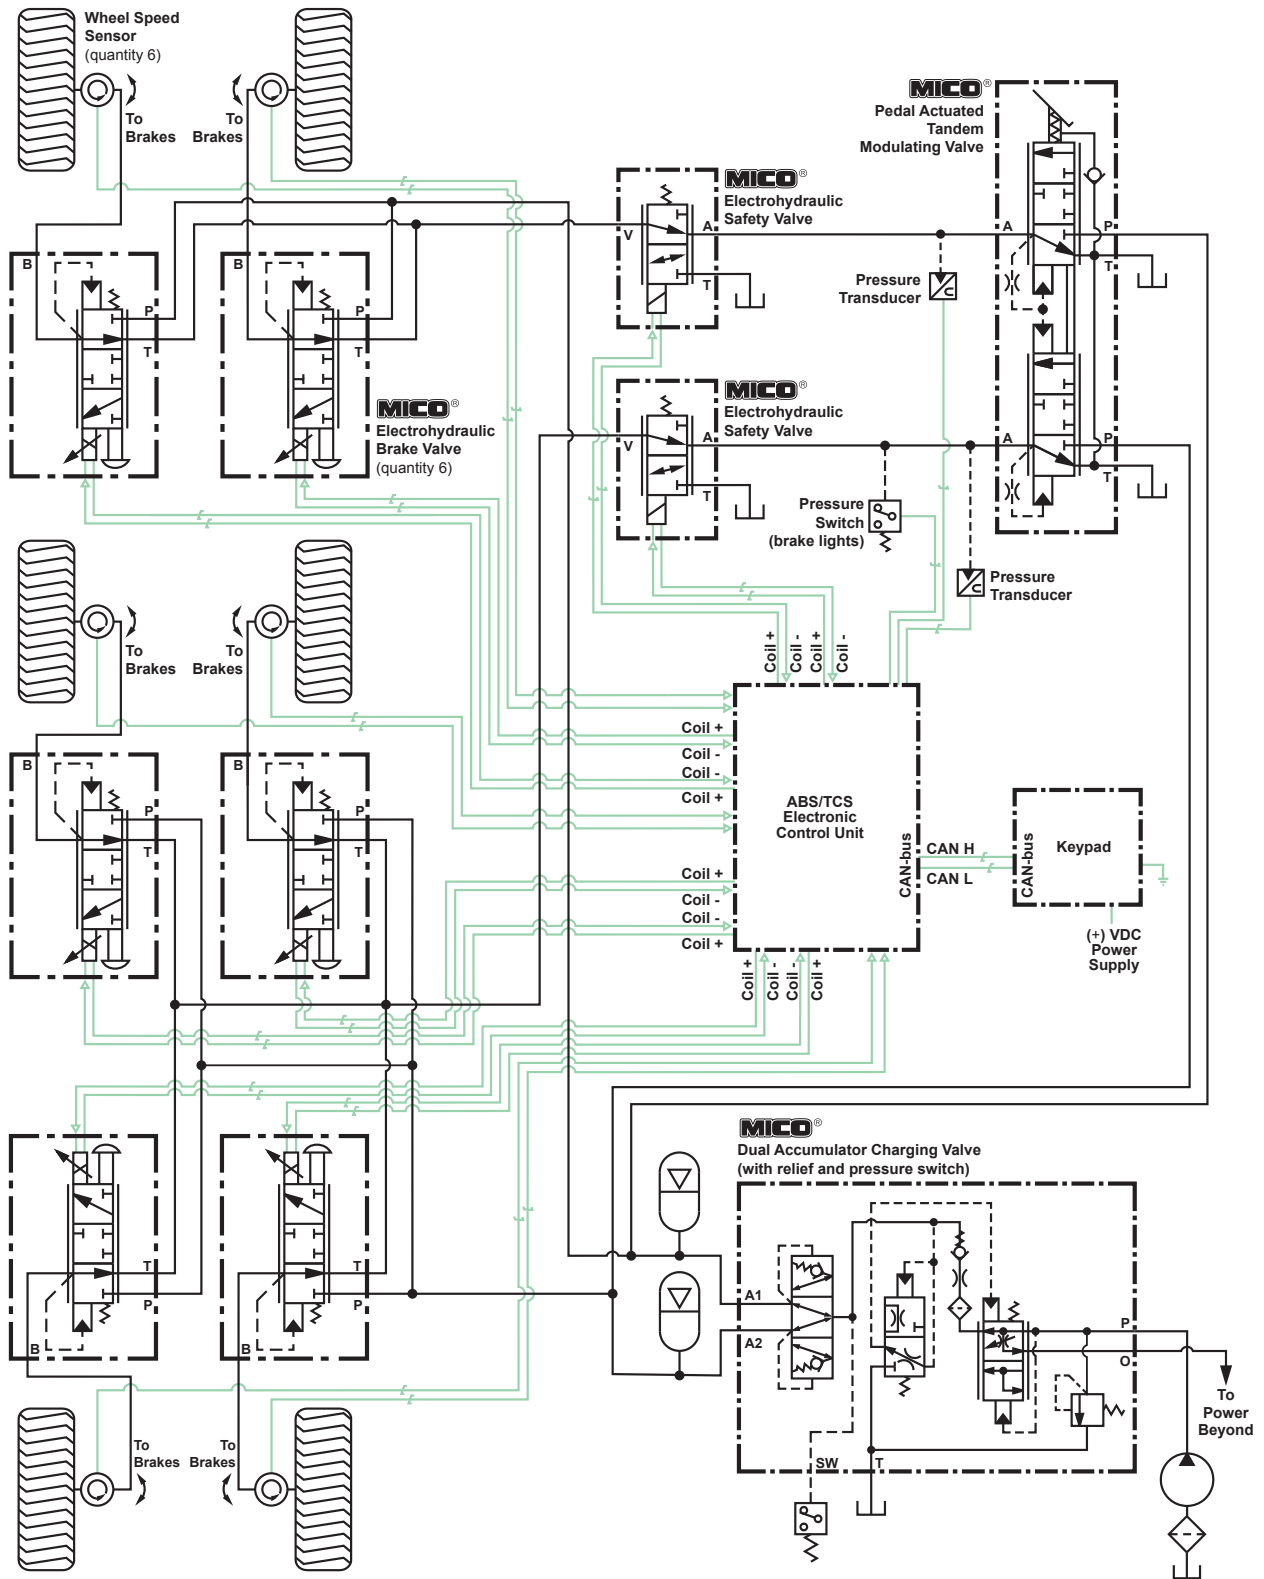 Wheel Speed
Sensor
(quantity 6)
To
Brakes
To
Brakes
MICO®
Pedal Actuated
Tandem
Modulating Valve
MICO®
Electrohydraulic
Safety Valve
V
A
T
A
P
T
Pressure
Transducer
B
P
T
B
P
T
MICO®
Electrohydraulic
Brake Valve
(quantity 6)
MICO®
Electrohydraulic
Safety Valve
V
A
T
A
P
T
Pressure
Switch
(brake lights)
Pressure
Transducer
To
Brakes
To
Brakes
Coil +
Coil -
Coil +
Coil -
Coil +
Coil -
Coil -
Coil +
B
P
T
B
P
T
ABS/TCS
Electronic
Control Unit
CAN-bus
CAN H
CAN L
CAN-bus
Keypad
(+) VDC
Power
Supply
Coil +
Coil -
Coil -
Coil +
Coil +
Coil -
Coil -
Coil +
T
P
B
T
P
B
MICO®
Dual Accumulator Charging Valve
(with relief and pressure switch)
A1
A2
P
O
SW
T
To
Power
Beyond
To
Brakes
To
Brakes